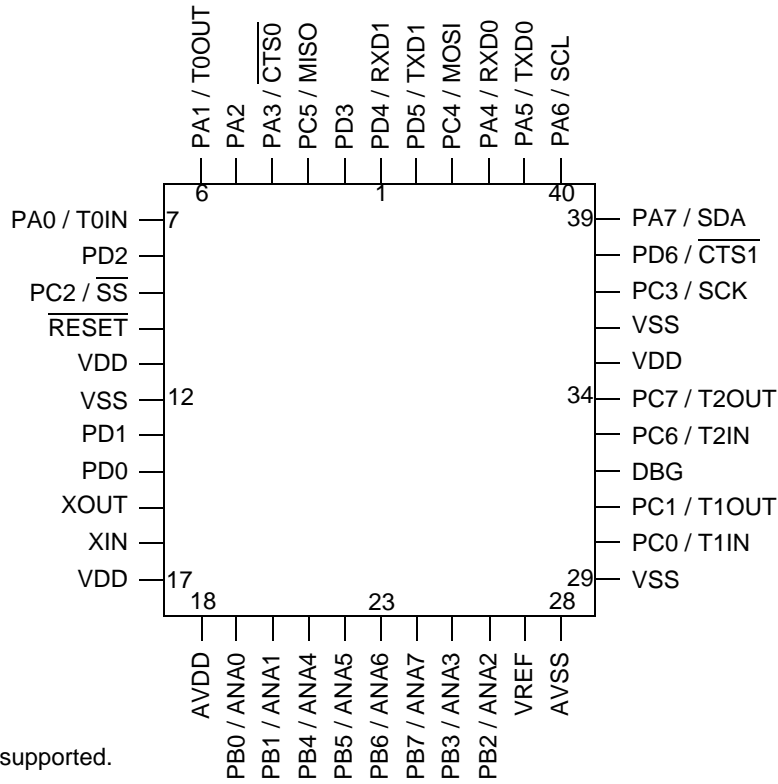 PA1 / T0OUT
PA2
PA3 / CTS0
PC5 / MISO
PD3
PD4 / RXD1
PD5 / TXD1
PC4 / MOSI
PA4 / RXD0
PA5 / TXD0
PA6 / SCL
6
1
40
PA0 / T0IN
7
39
PA7 / SDA
PD2
PD6 / CTS1
PC2 / SS
PC3 / SCK
RESET
VSS
VDD
VDD
VSS
12
34
PC7 / T2OUT
PD1
PC6 / T2IN
PD0
DBG
XOUT
PC1 / T1OUT
XIN
PC0 / T1IN
VDD
17
29
VSS
18
23
28
AVDD
PB0 / ANA0
PB1 / ANA1
PB4 / ANA4
PB5 / ANA5
PB6 / ANA6
PB7 / ANA7
PB3 / ANA3
PB2 / ANA2
VREF
AVSS
supported.